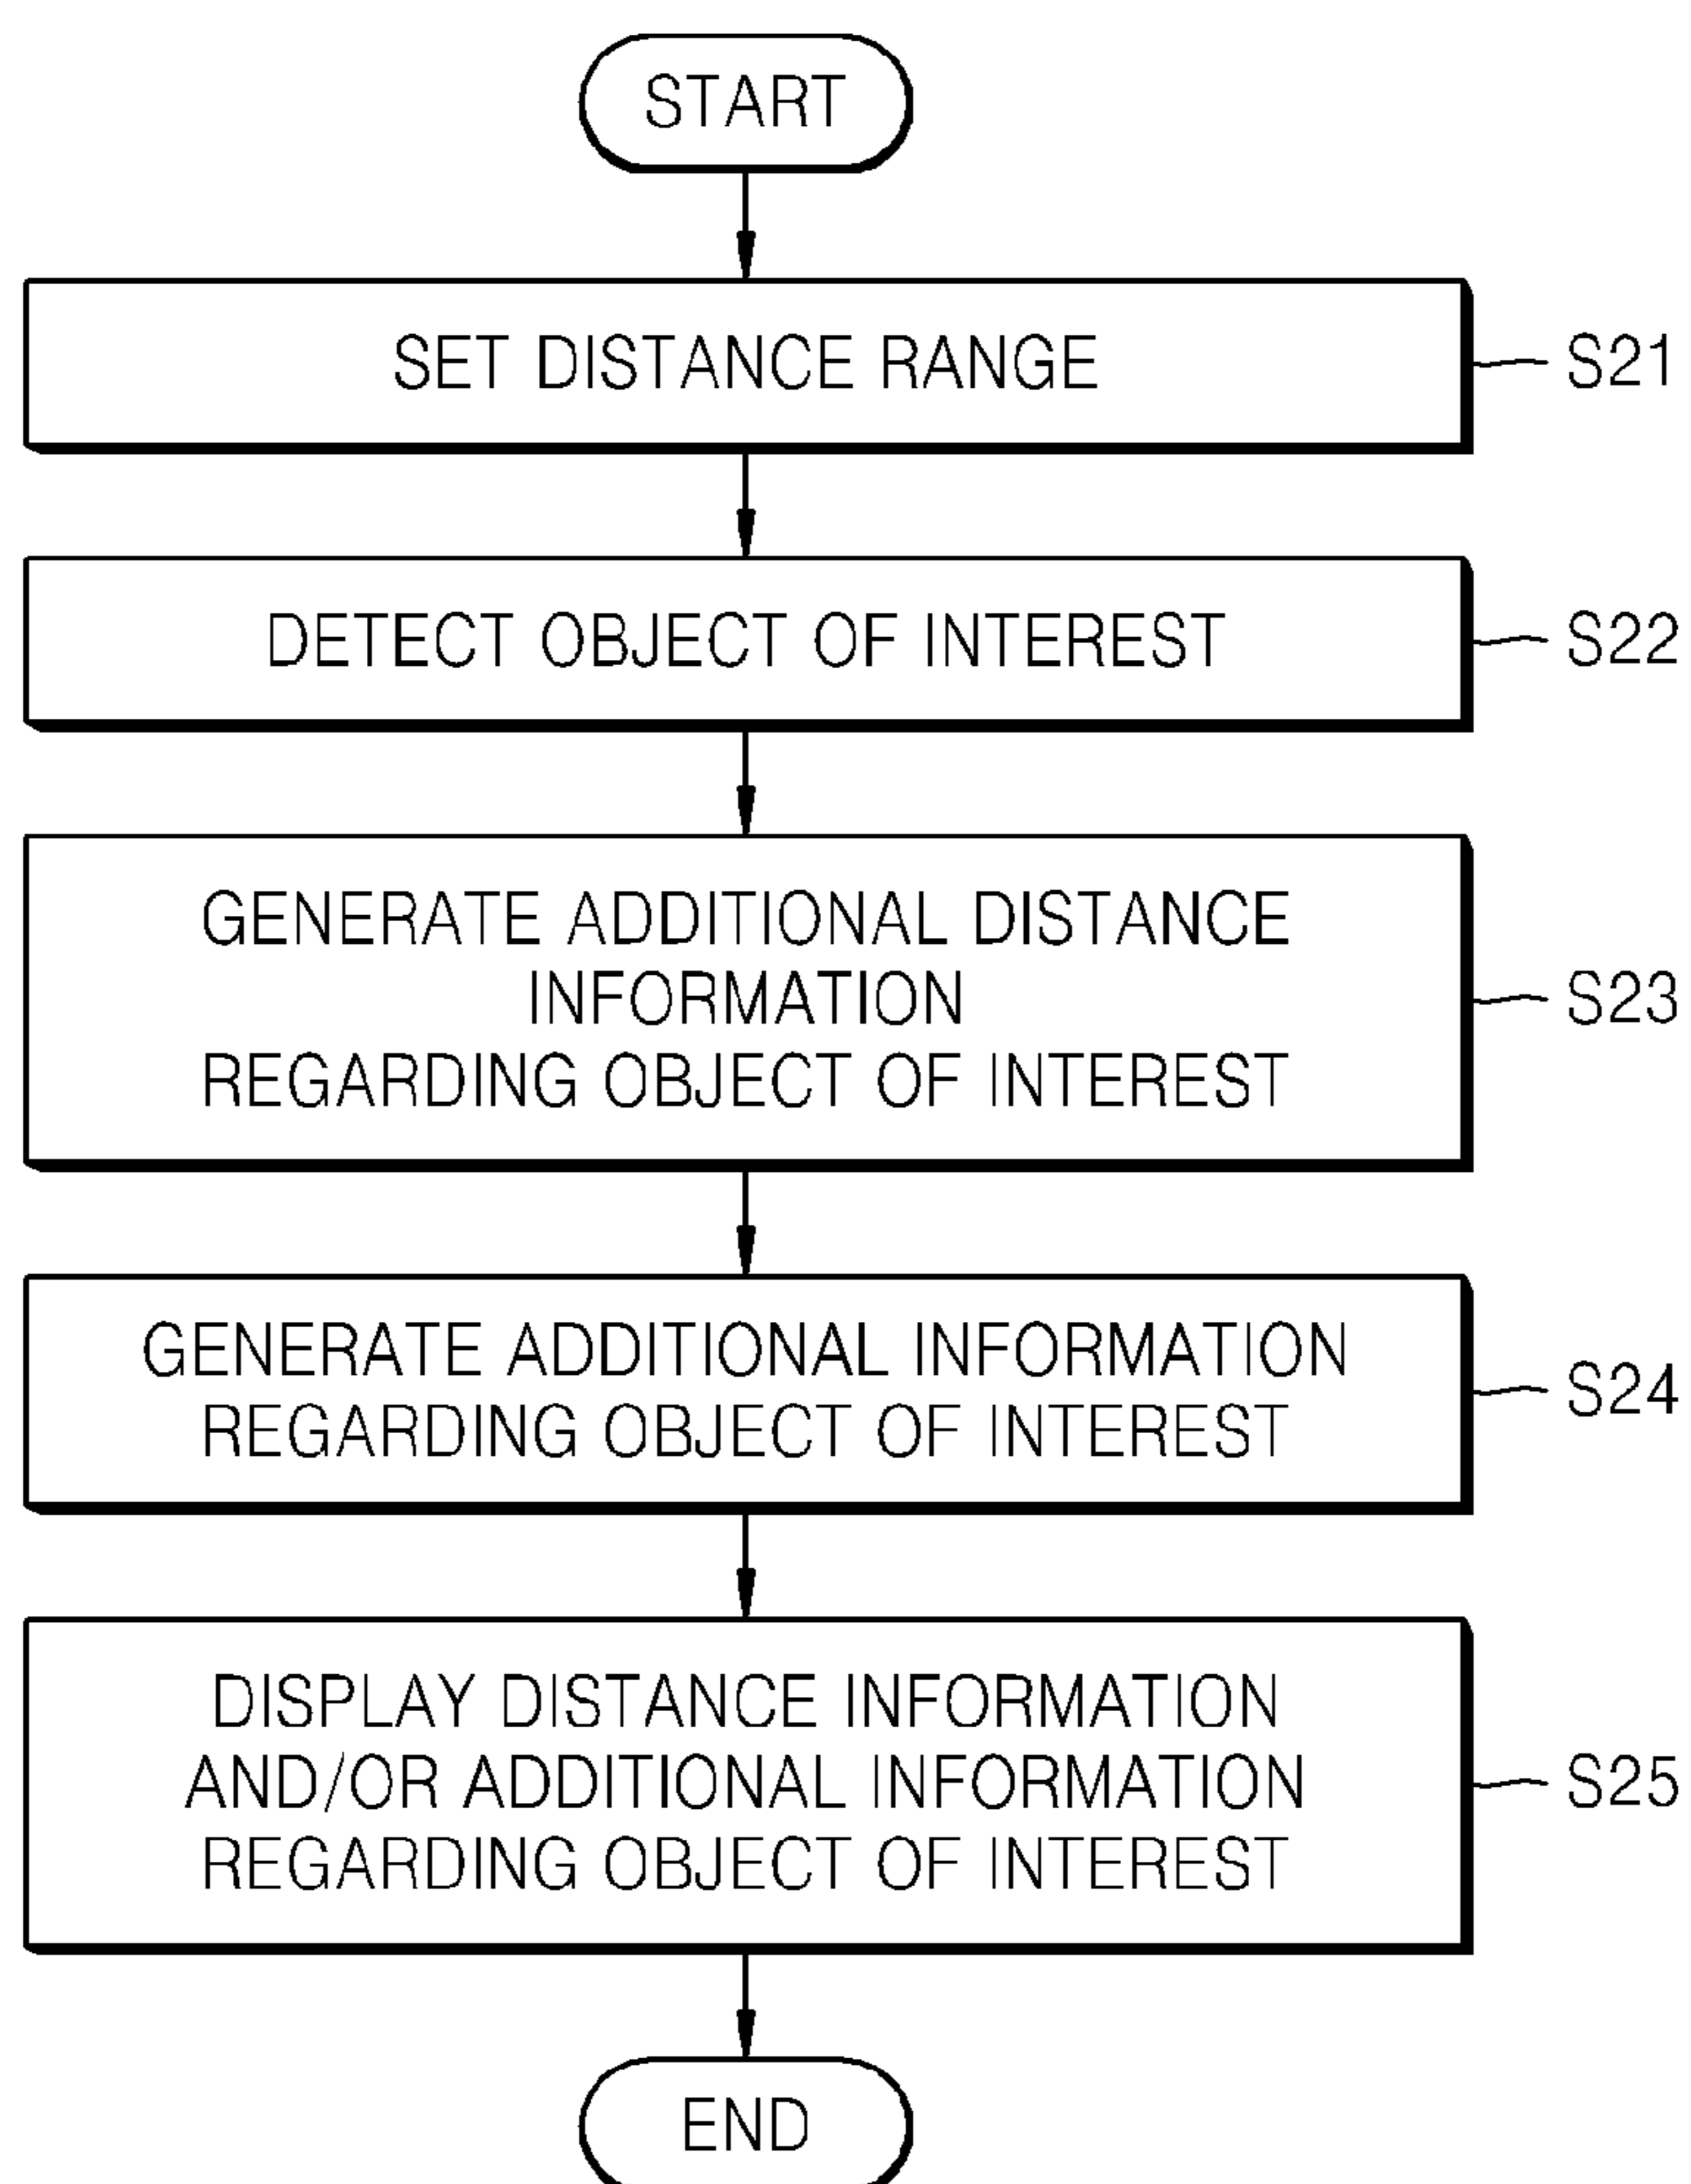 START
SET DISTANCE RANGE
S21
DETECT OBJECT OF INTEREST
S22
GENERATE ADDITIONAL DISTANCE
INFORMATION
REGARDING OBJECT OF INTEREST
S23
GENERATE ADDITIONAL INFORMATION
REGARDING OBJECT OF INTEREST
S24
DISPLAY DISTANCE INFORMATION
AND/OR ADDITIONAL INFORMATION
REGARDING OBJECT OF INTEREST
S25
END